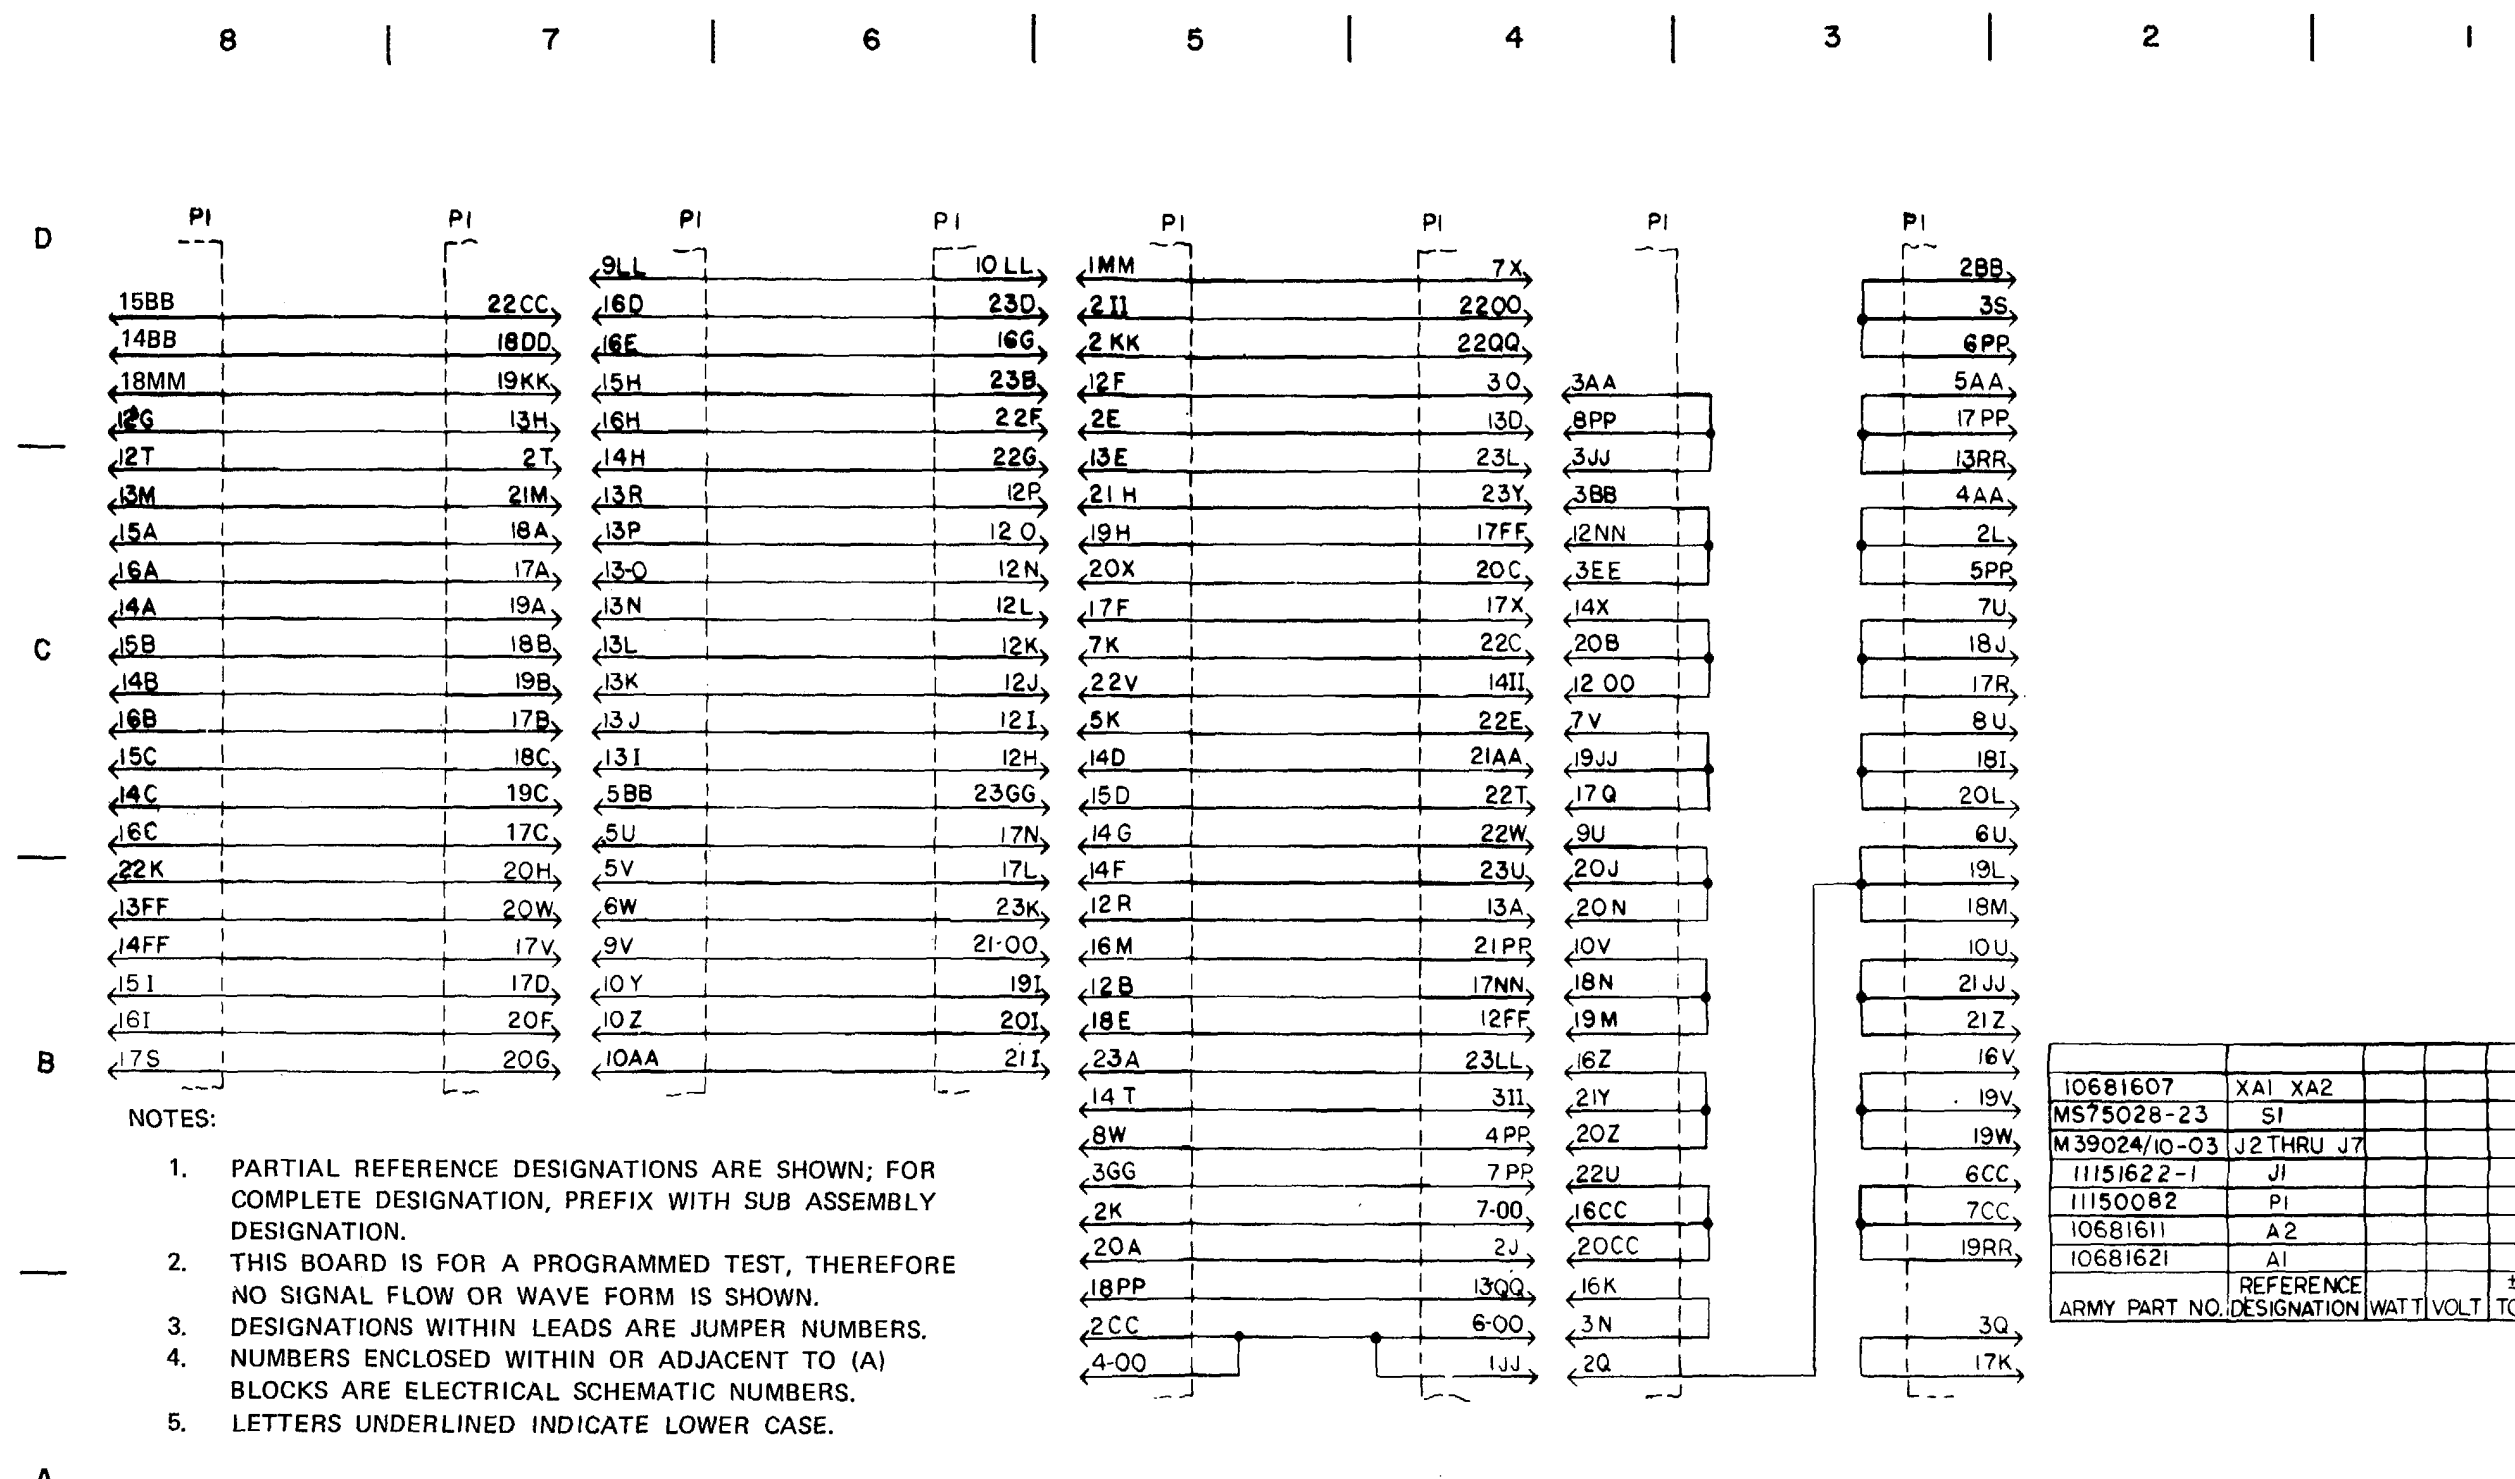 8 7 6 5 4 3 2 1
D
P1 P1 P1 P1 P1 P1 P1 P1
9LL 10 LL 1MM 7X 2BB
15BB 22CC 16D 23D 2 II 22OO 3S
14BB 18DD 16E 16G 2 KK 22QQ 6PP
18MM 19KK 15H 23B 12F 3O 3AA 5AA
12G 13H 16H 22F 2E 13D 8PP 17PP
12T 2T 14H 22G 13E 23L 3JJ 13RR
13M 21M 13R 12P 21H 23Y 3BB 4AA
15A 18A 13P 12 O 19H 17FF 12NN 2L
16A 17A 13-O 12N 20X 20C 3EE 5PP
14A 19A 13N 12L 17F 17X 14X 7U
C
15B 18B 13L 12K 7K 22C 20B 18J
14B 19B 13K 12J 22V 14II 12 OO 17R
16B 17B 13J 12I 5K 22E 7V 8U
15C 18C 13I 12H 14D 21AA 19JJ 18I
14C 19C 5BB 23GG 15D 22T 17Q 20L
16C 17C 5U 17N 14G 22W 9U 6U
22K 20H 5V 17L 14F 23U 20J 19L
13FF 20W 6W 23K 12R 13A 20N 18M
14FF 17V 9V 21-OO 16M 21PP 10V 10U
15I 17D 10Y 19I 12B 17NN 18N 21JJ
16I 20F 10Z 20I 18E 12FF 19M 21Z
B
17S 20G 10AA 21I 23A 23LL 16Z 16V
14T 3II 21Y 19V
8W 4PP 20Z 19W
3GG 7PP 22U 6CC
2K 7-OO 16CC 7CC
20A 2J 20CC 19RR
18PP 13QQ 16K
2CC 6-OO 3N 3Q
4-OO 1JJ 2Q 17K
NOTES:
1. PARTIAL REFERENCE DESIGNATIONS ARE SHOWN; FOR
COMPLETE DESIGNATION, PREFIX WITH SUB ASSEMBLY
DESIGNATION.
2. THIS BOARD IS FOR A PROGRAMMED TEST, THEREFORE
NO SIGNAL FLOW OR WAVE FORM IS SHOWN.
3. DESIGNATIONS WITHIN LEADS ARE JUMPER NUMBERS.
4. NUMBERS ENCLOSED WITHIN OR ADJACENT TO (A)
BLOCKS ARE ELECTRICAL SCHEMATIC NUMBERS.
5. LETTERS UNDERLINED INDICATE LOWER CASE.
10681607 XA1 XA2
MS75028-23 S1
M39024/10-03 J2 THRU J7
11151622-1 J1
11150082 P1
10681611 A2
10681621 A1
ARMY PART NO. REFERENCE DESIGNATION WATT VOLT